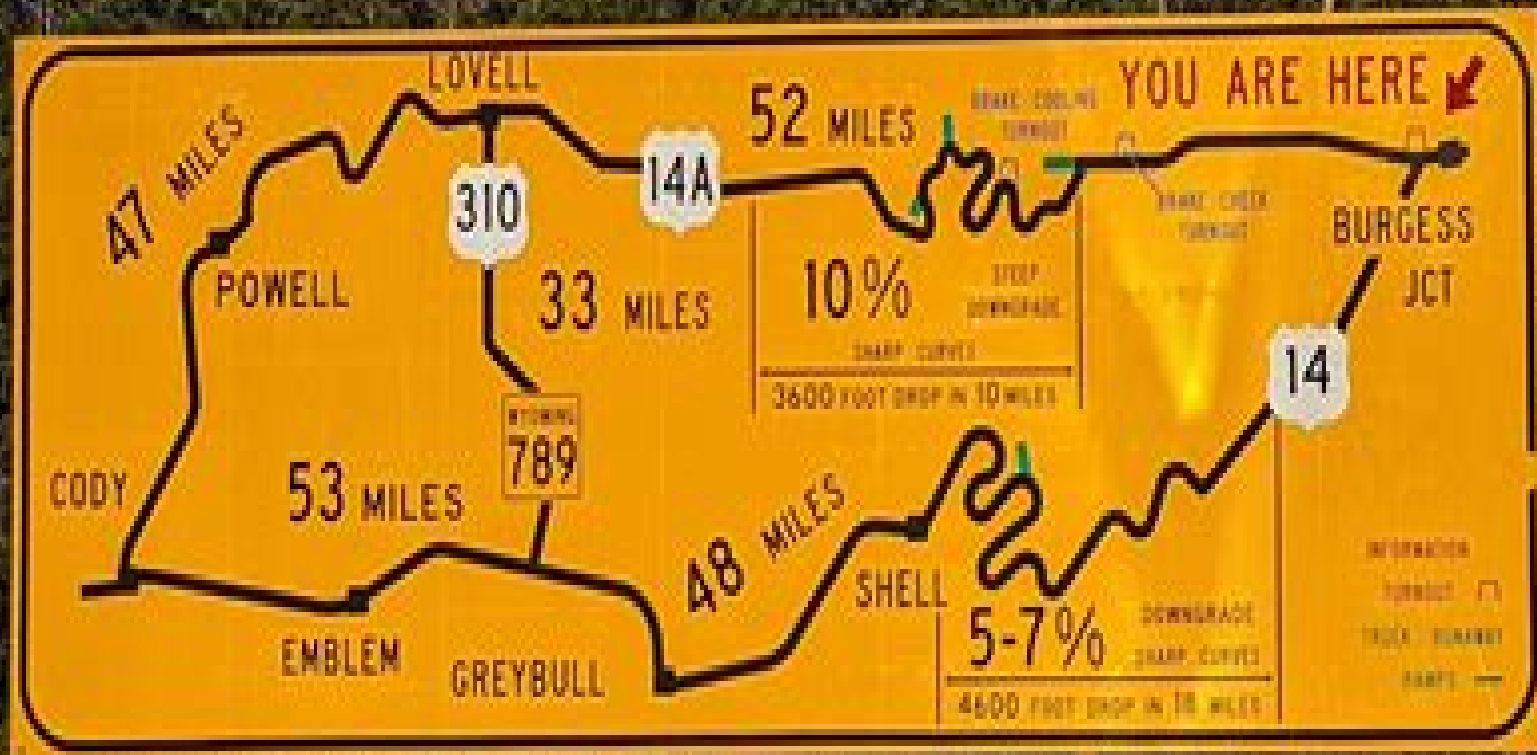 LOVELL
52 MILES
BRAKE COOLING
TURNOUT
YOU ARE HERE
47 MILES
14A
310
BRAKE CHECK
TURNOUT
BURGESS
JCT
POWELL
33 MILES
10%
STEEP
DOWNGRADE
SHARP CURVES
3600 FOOT DROP IN 10 MILES
14
WYOMING
789
CODY
53 MILES
48 MILES
SHELL
EMBLEM
GREYBULL
5-7%
DOWNGRADE
SHARP CURVES
4600 FOOT DROP IN 18 MILES
INFORMATION
TURNOUT
TRUCK RUNAWAY
RAMPS